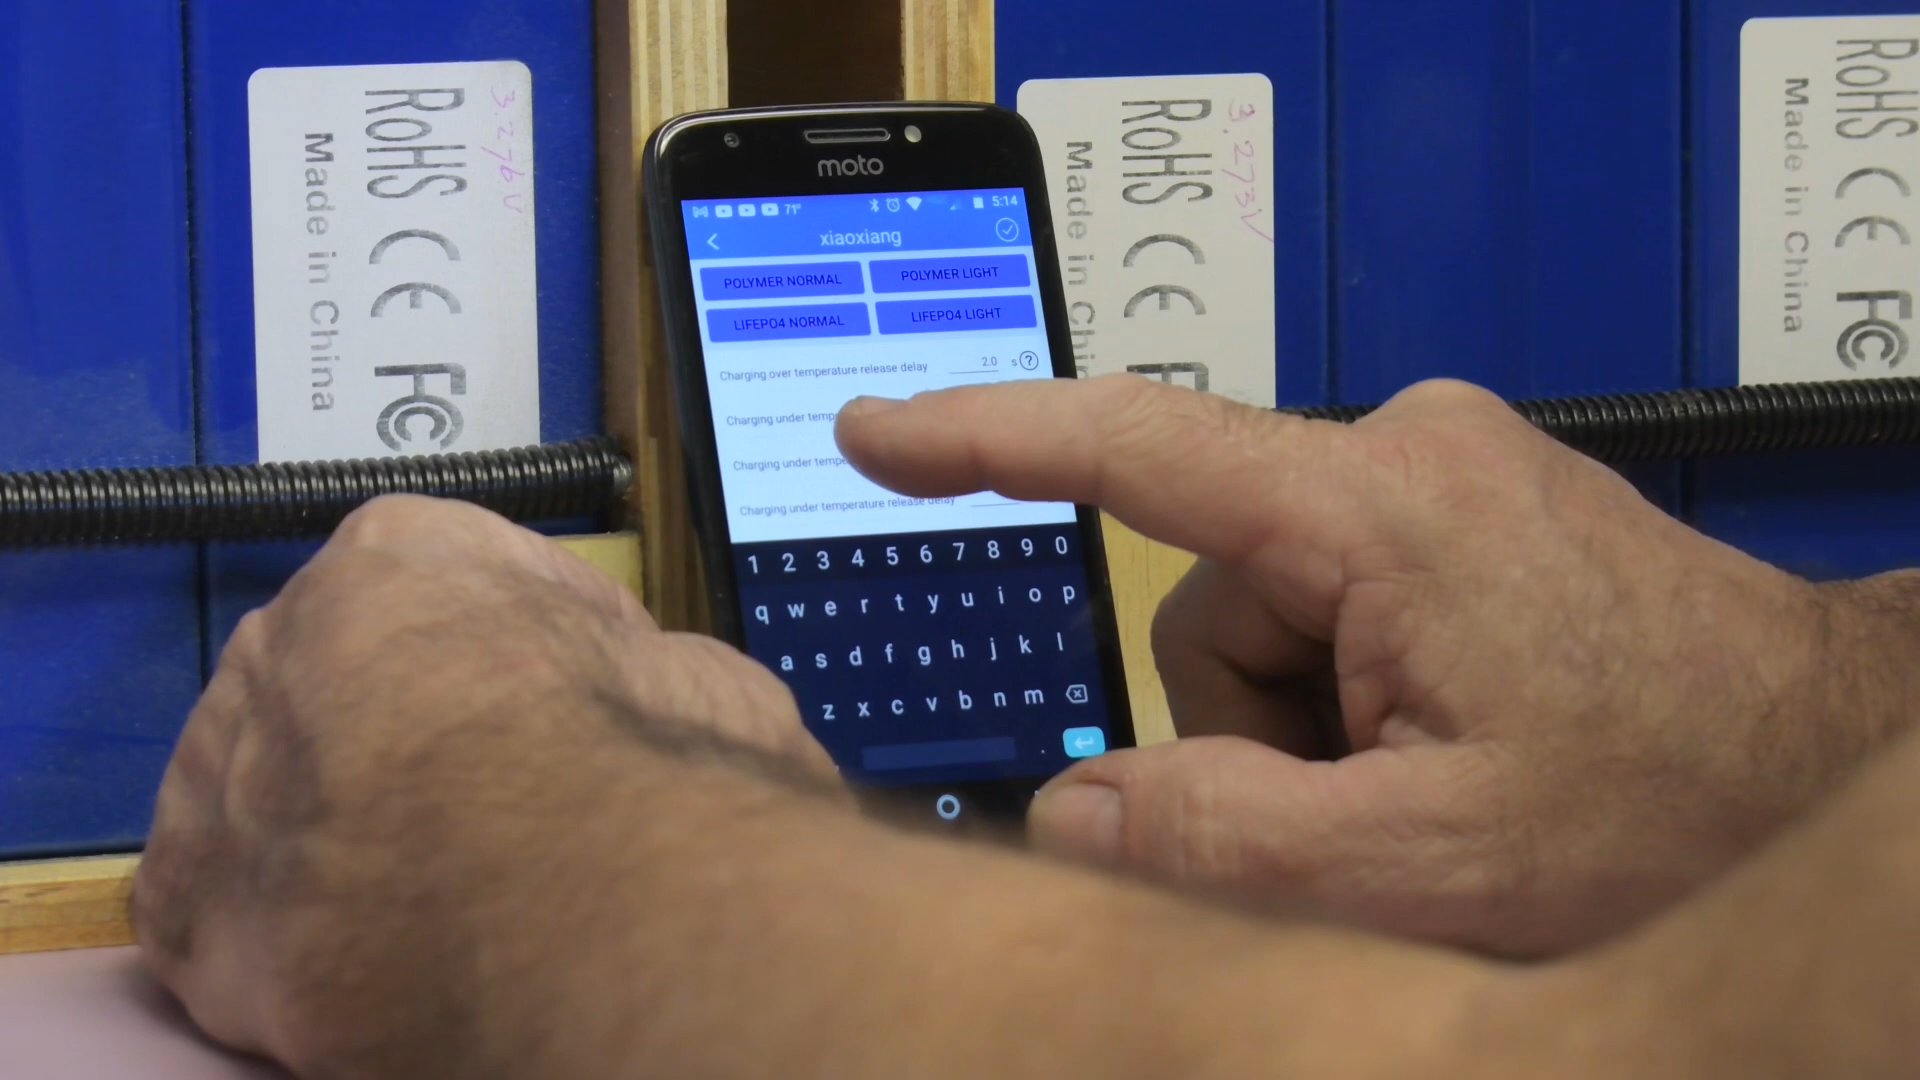 3.276V
RoHS
Made in China
CE
FC
moto
71°
5:14
xiaoxiang
POLYMER NORMAL
POLYMER LIGHT
LIFEPO4 NORMAL
LIFEPO4 LIGHT
Charging over temperature release delay 2.0 s ?
Charging under
Charging under
Charging under temperature release delay
1 2 3 4 5 6 7 8 9 0
q w e r t y u i o p
a s d f g h j k l
z x c v b n m
.
3.273V
RoHS
Made in
CE
RoHS
Made in China
CE
FC